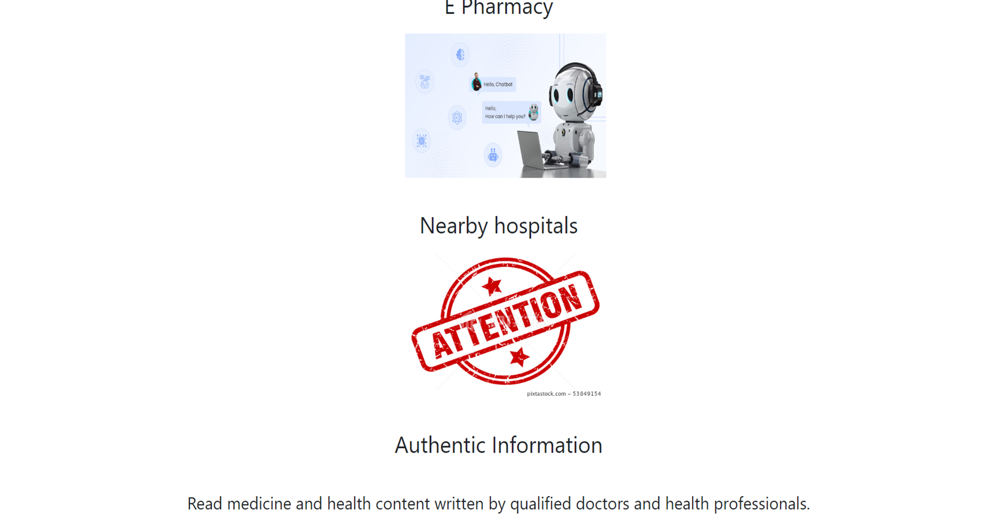 E Pharmacy
Hello, Chatbot
Hello,
How can I help you?
Nearby hospitals
ATTENTION
pixtastock.com - 53849154
Authentic Information
Read medicine and health content written by qualified doctors and health professionals.